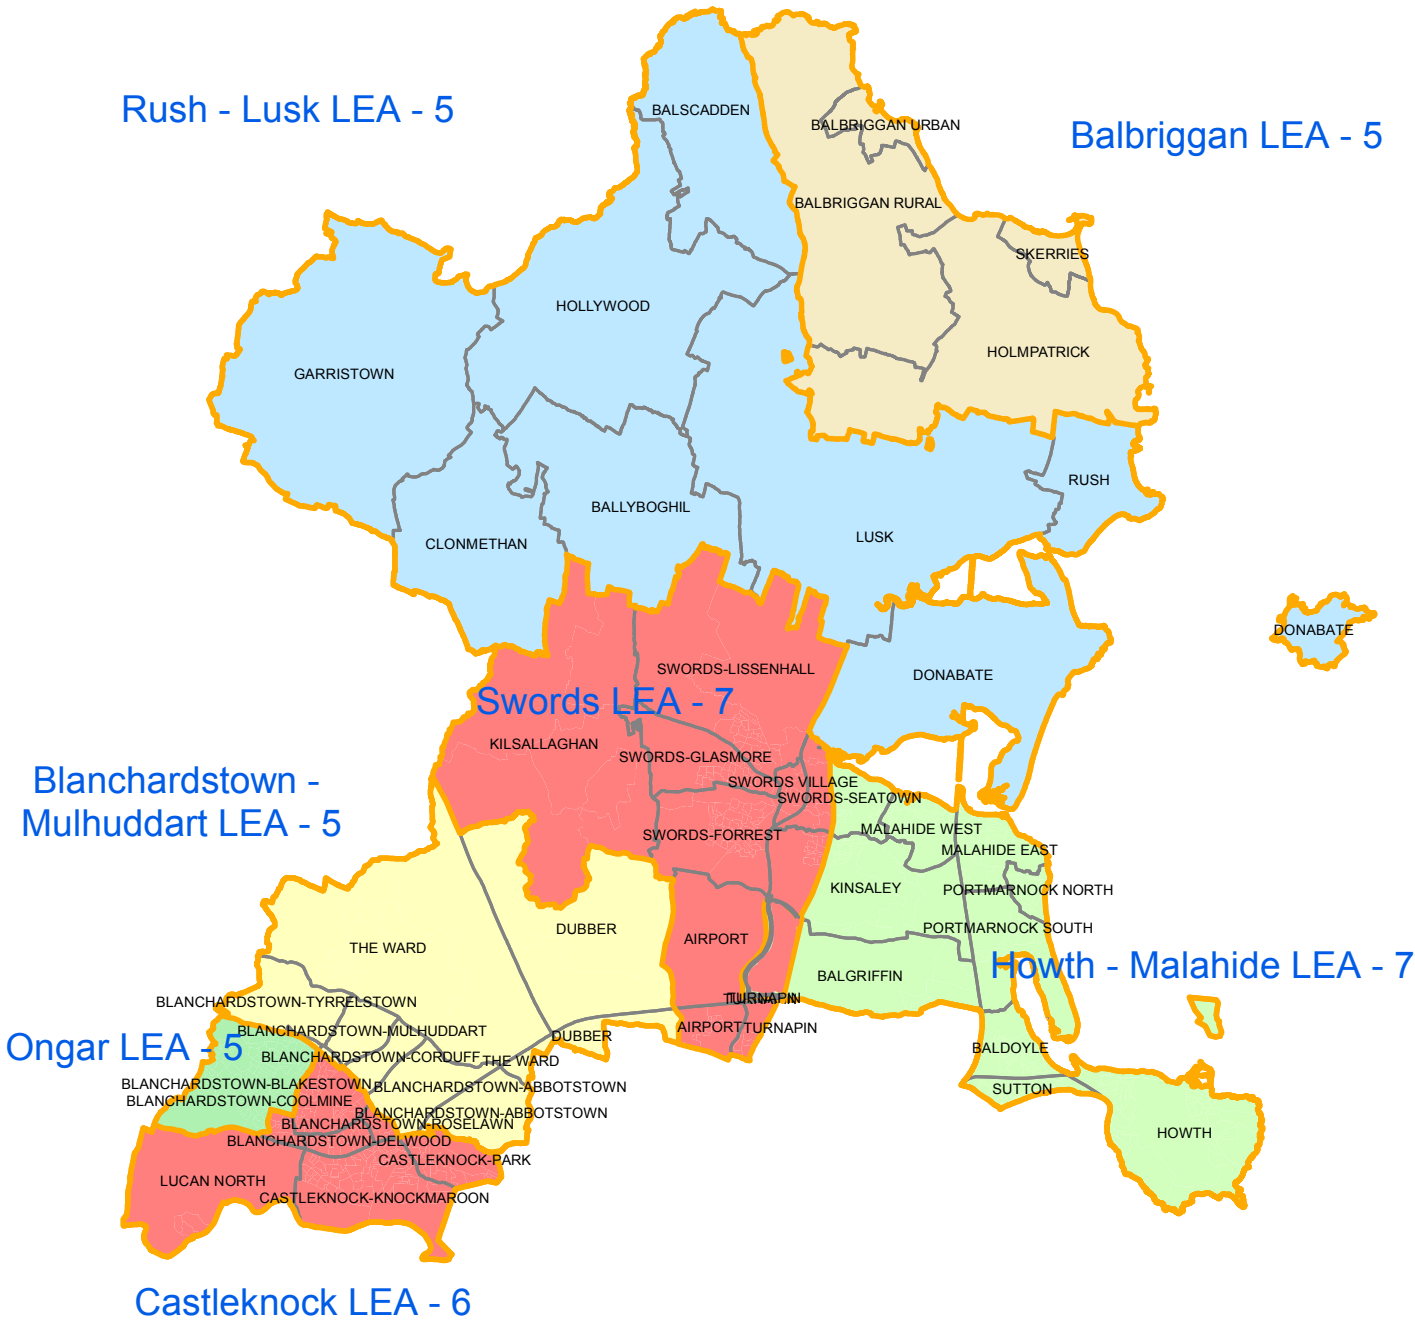 Rush - Lusk LEA - 5
BALSCADDEN
BALBRIGGAN URBAN
Balbriggan LEA - 5
BALBRIGGAN RURAL
SKERRIES
HOLLYWOOD
HOLMPATRICK
GARRISTOWN
RUSH
BALLYBOGHIL
LUSK
CLONMETHAN
DONABATE
SWORDS-LISSENHALL
DONABATE
Swords LEA - 7
KILSALLAGHAN
SWORDS-GLASMORE
SWORDS VILLAGE
SWORDS-SEATOWN
Blanchardstown -
Mulhuddart LEA - 5
SWORDS-FORREST
MALAHIDE WEST
MALAHIDE EAST
KINSALEY
PORTMARNOCK NORTH
PORTMARNOCK SOUTH
DUBBER
AIRPORT
THE WARD
Howth - Malahide LEA - 7
BALGRIFFIN
TURNAPIN
BLANCHARDSTOWN-TYRRELSTOWN
AIRPORT
TURNAPIN
BLANCHARDSTOWN-MULHUDDART
DUBBER
Ongar LEA - 5
BALDOYLE
BLANCHARDSTOWN-CORDUFF
THE WARD
BLANCHARDSTOWN-BLAKESTOWN
BLANCHARDSTOWN-ABBOTSTOWN
SUTTON
BLANCHARDSTOWN-COOLMINE
BLANCHARDSTOWN-ABBOTSTOWN
BLANCHARDSTOWN-ROSELAWN
HOWTH
BLANCHARDSTOWN-DELWOOD
CASTLEKNOCK-PARK
LUCAN NORTH
CASTLEKNOCK-KNOCKMAROON
Castleknock LEA - 6